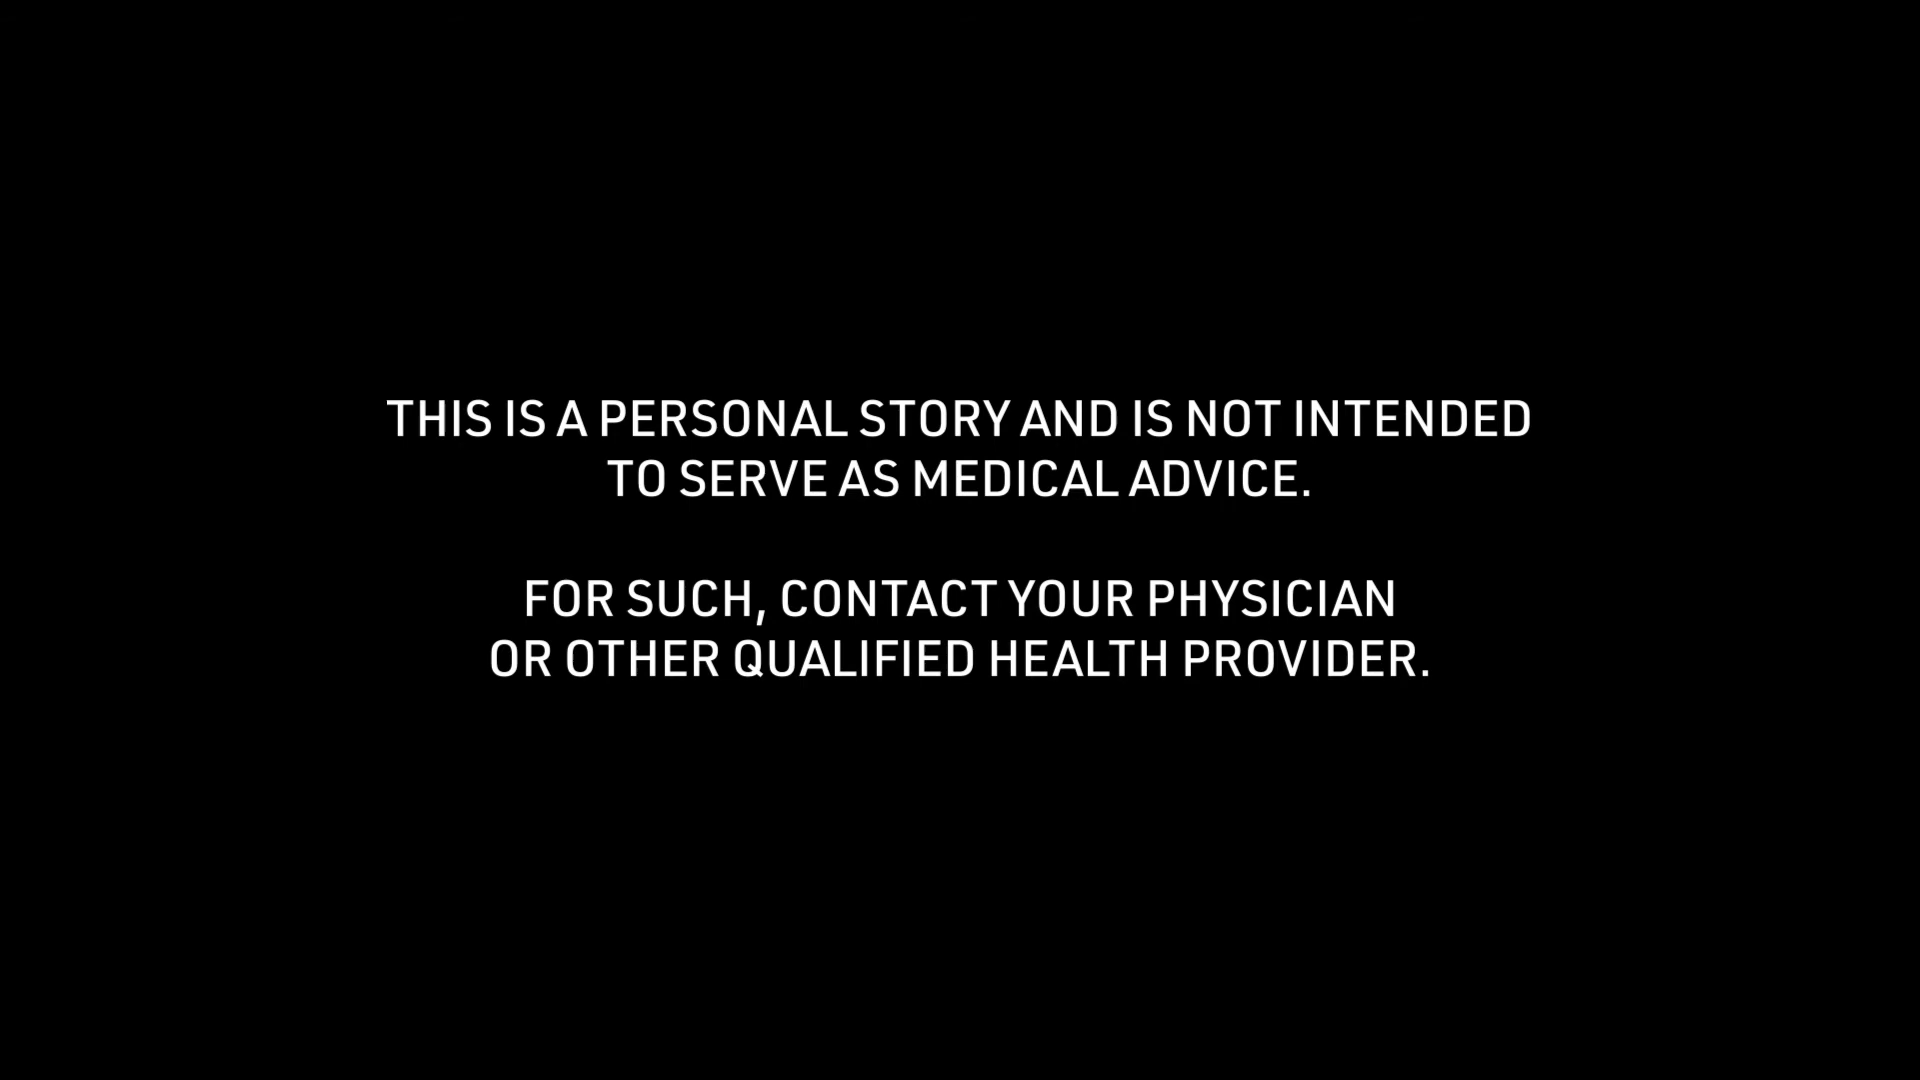 THIS IS A PERSONAL STORY AND IS NOT INTENDED
TO SERVE AS MEDICAL ADVICE.
FOR SUCH, CONTACT YOUR PHYSICIAN
OR OTHER QUALIFIED HEALTH PROVIDER.